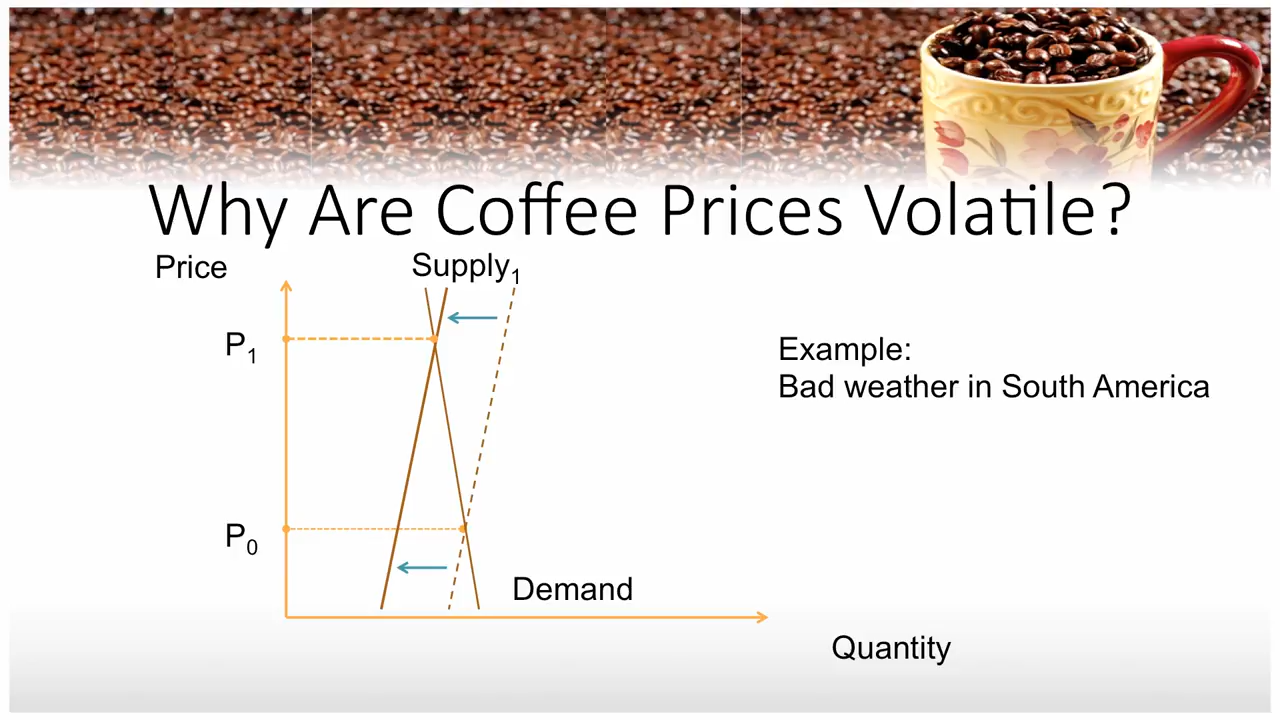 Why Are Coffee Prices Volatile?
Price
Supply₁
P₁
Example:
Bad weather in South America
P₀
Demand
Quantity